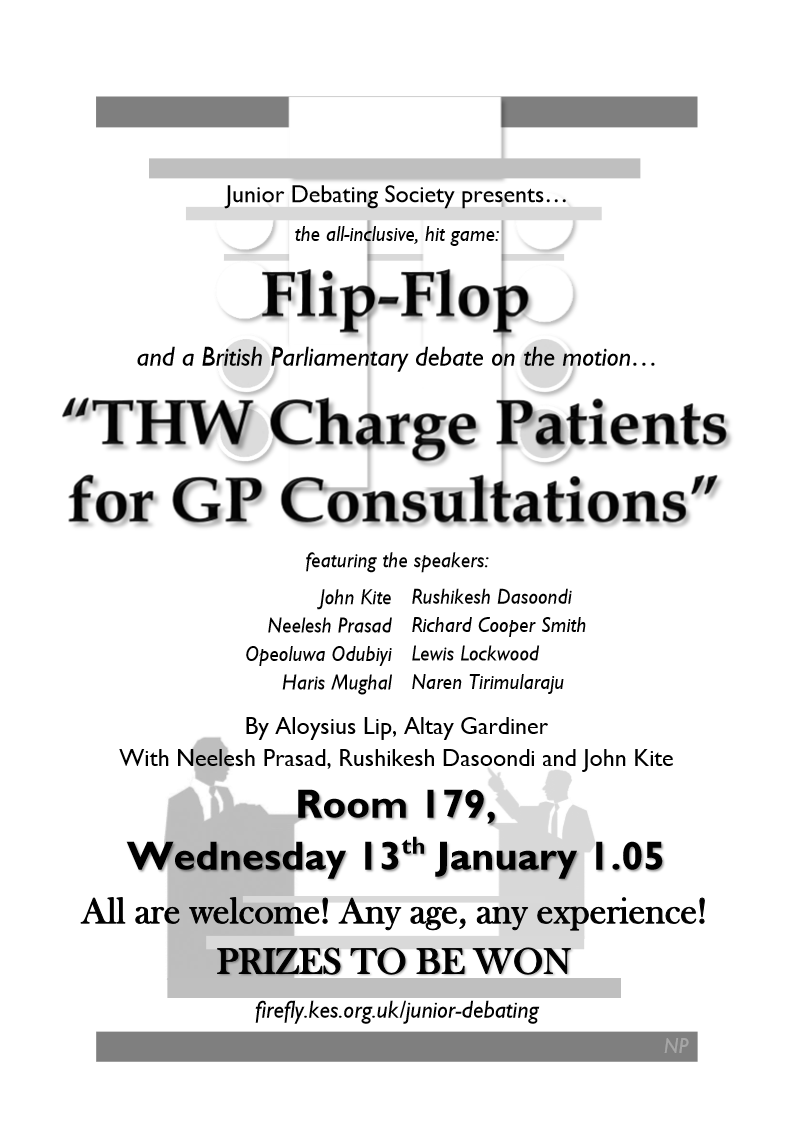 Junior Debating Society presents…
the all-inclusive, hit game:
Flip-Flop
and a British Parliamentary debate on the motion…
“THW Charge Patients
for GP Consultations”
featuring the speakers:
John Kite Rushikesh Dasoondi
Neelesh Prasad Richard Cooper Smith
Opeoluwa Odubiyi Lewis Lockwood
Haris Mughal Naren Tirimularaju
By Aloysius Lip, Altay Gardiner
With Neelesh Prasad, Rushikesh Dasoondi and John Kite
Room 179,
Wednesday 13th January 1.05
All are welcome! Any age, any experience!
PRIZES TO BE WON
firefly.kes.org.uk/junior-debating
NP